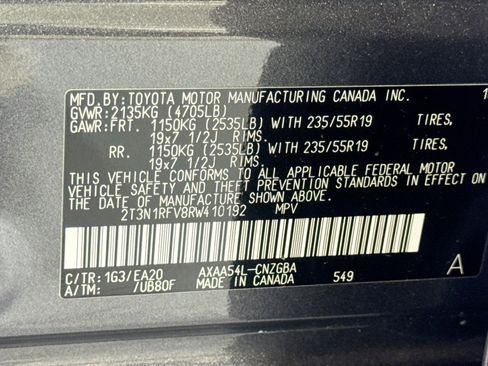 MFD.BY:TOYOTA MOTOR MANUFACTURING CANADA INC. 1
GVWR:2135KG (4705LB)
GAWR:FRT. 1150KG (2535LB) WITH 235/55R19 TIRES,
19x7 1/2J RIMS.
RR. 1150KG (2535LB) WITH 235/55R19 TIRES,
19x7 1/2J RIMS.
THIS VEHICLE CONFORMS TO ALL APPLICABLE FEDERAL MOTOR
VEHICLE SAFETY AND BUMPER STANDARDS IN EFFECT ON
THE DATE OF MANUFACTURE SHOWN ABOVE.
2T3N1RFV8RW410192 MPV
C/TR:1G3/EA20 AXAA54L-CNZGBA A
A/TM: /UB80F MADE IN CANADA 549